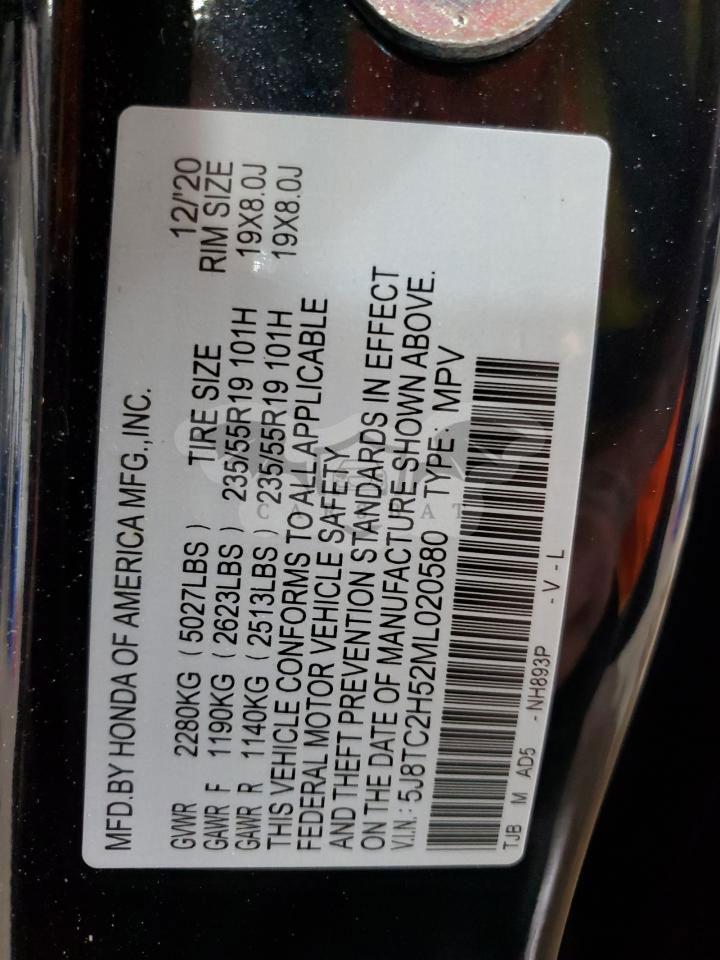 MFD.BY HONDA OF AMERICA MFG.,INC.
12/'20
GVWR 2280KG (5027LBS) TIRE SIZE RIM SIZE
GAWR F 1190KG (2623LBS) 235/55R19 101H 19X8.0J
GAWR R 1140KG (2513LBS) 235/55R19 101H 19X8.0J
THIS VEHICLE CONFORMS TO ALL APPLICABLE
FEDERAL MOTOR VEHICLE SAFETY
AND THEFT PREVENTION STANDARDS IN EFFECT
ON THE DATE OF MANUFACTURE SHOWN ABOVE.
V.I.N.: 5J8TC2H52ML020580 TYPE: MPV
TJB M AD5 -NH893P -V-L